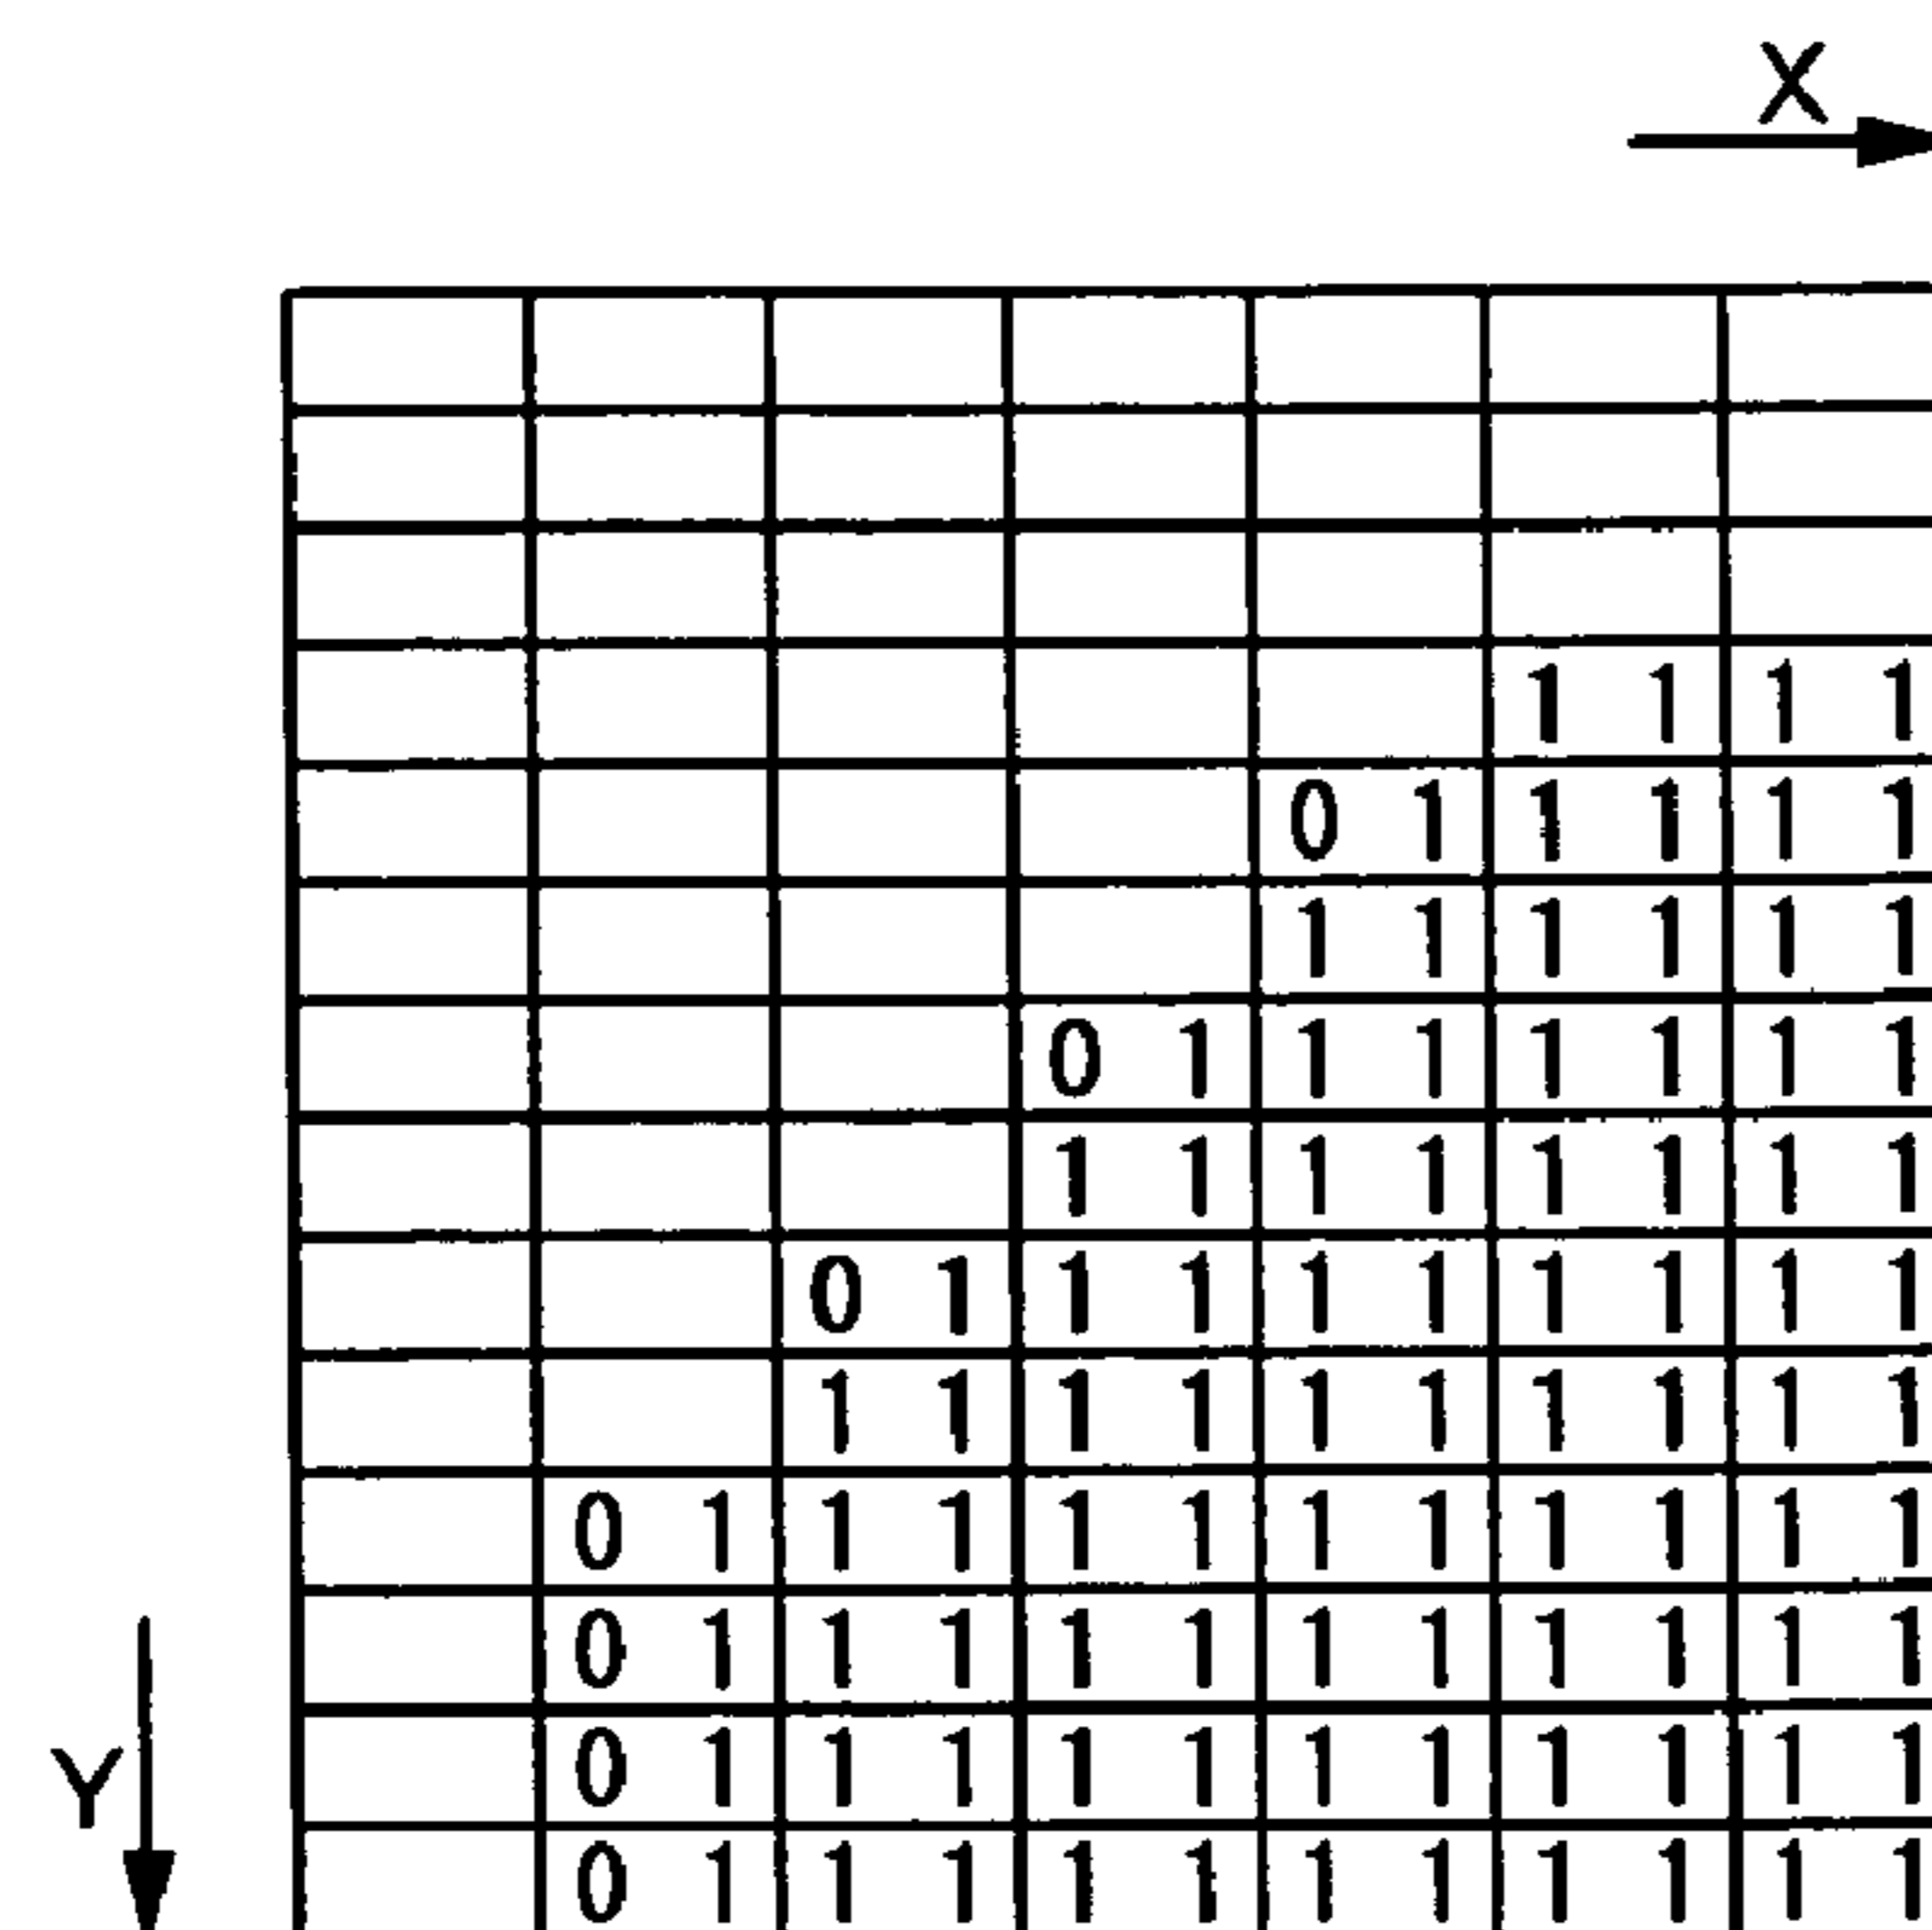 X
1 1 1 1
0 1 1 1 1 1
1 1 1 1 1 1
0 1 1 1 1 1 1 1
1 1 1 1 1 1 1 1
0 1 1 1 1 1 1 1 1 1
1 1 1 1 1 1 1 1 1 1
0 1 1 1 1 1 1 1 1 1 1 1
0 1 1 1 1 1 1 1 1 1 1 1
Y
0 1 1 1 1 1 1 1 1 1 1 1
0 1 1 1 1 1 1 1 1 1 1 1